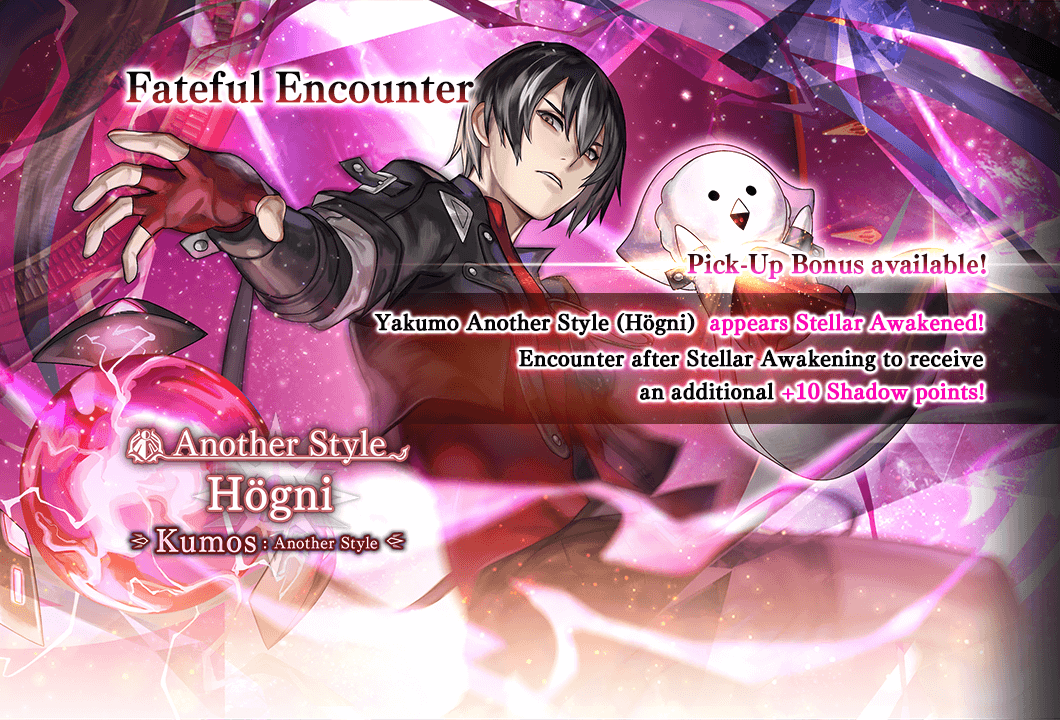 Fateful Encounter
Pick-Up Bonus available!
Yakumo Another Style (Högni) appears Stellar Awakened!
Encounter after Stellar Awakening to receive
an additional +10 Shadow points!
Another Style
Högni
Kumos : Another Style